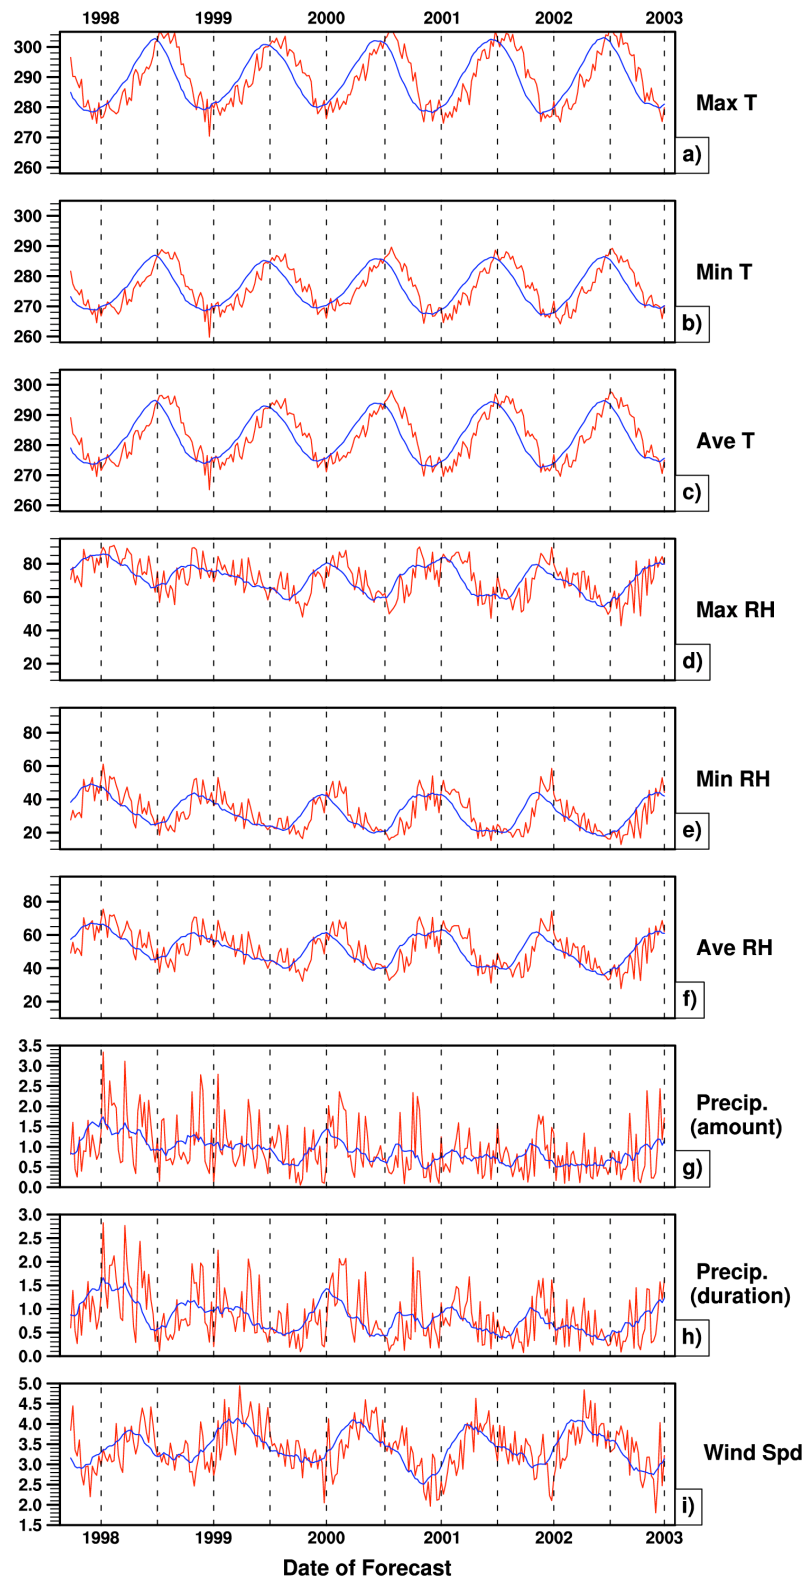 1998 1999 2000 2001 2002 2003
300
290
280
270
260
Max T
a)
300
290
280
270
260
Min T
b)
300
290
280
270
260
Ave T
c)
80
60
40
20
Max RH
d)
80
60
40
20
Min RH
e)
80
60
40
20
Ave RH
f)
3.5
3.0
2.5
2.0
1.5
1.0
0.5
0.0
Precip.
(amount)
g)
3.0
2.5
2.0
1.5
1.0
0.5
0.0
Precip.
(duration)
h)
5.0
4.5
4.0
3.5
3.0
2.5
2.0
1.5
Wind Spd
i)
1998 1999 2000 2001 2002 2003
Date of Forecast